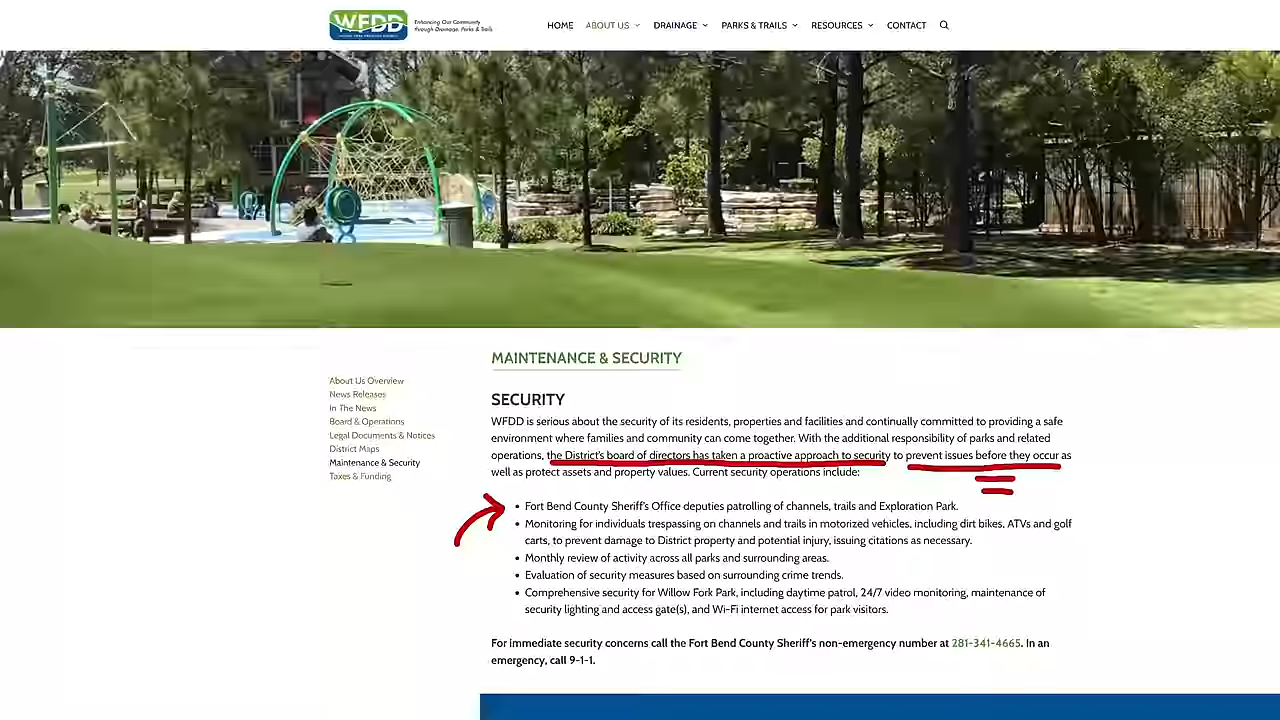 WFDD
Enhancing Our Community
through Drainage, Parks & Trails
HOME ABOUT US DRAINAGE PARKS & TRAILS RESOURCES CONTACT
MAINTENANCE & SECURITY
About Us Overview
News Releases
In The News
Board & Operations
Legal Documents & Notices
District Maps
Maintenance & Security
Taxes & Funding
SECURITY
WFDD is serious about the security of its residents, properties and facilities and continually committed to providing a safe
environment where families and community can come together. With the additional responsibility of parks and related
operations, the District's board of directors has taken a proactive approach to security to prevent issues before they occur as
well as protect assets and property values. Current security operations include:
• Fort Bend County Sheriff's Office deputies patrolling of channels, trails and Exploration Park.
• Monitoring for individuals trespassing on channels and trails in motorized vehicles, including dirt bikes, ATVs and golf
carts, to prevent damage to District property and potential injury, issuing citations as necessary.
• Monthly review of activity across all parks and surrounding areas.
• Evaluation of security measures based on surrounding crime trends.
• Comprehensive security for Willow Fork Park, including daytime patrol, 24/7 video monitoring, maintenance of
security lighting and access gate(s), and Wi-Fi internet access for park visitors.
For immediate security concerns call the Fort Bend County Sheriff's non-emergency number at 281-341-4665. In an
emergency, call 9-1-1.